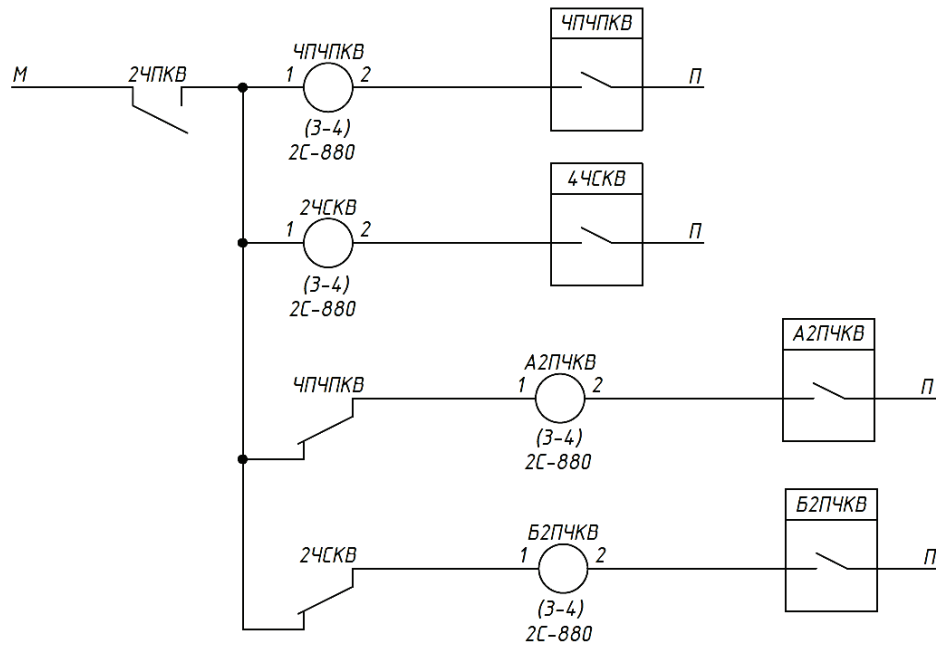 ЧПЧПКВ
ЧПЧПКВ
М
2ЧПКВ
1
2
П
(3-4)
2С-880
4ЧСКВ
2ЧСКВ
1
2
П
(3-4)
2С-880
А2ПЧКВ
ЧПЧПКВ
А2ПЧКВ
1
2
П
(3-4)
2С-880
Б2ПЧКВ
2ЧСКВ
Б2ПЧКВ
1
2
П
(3-4)
2С-880